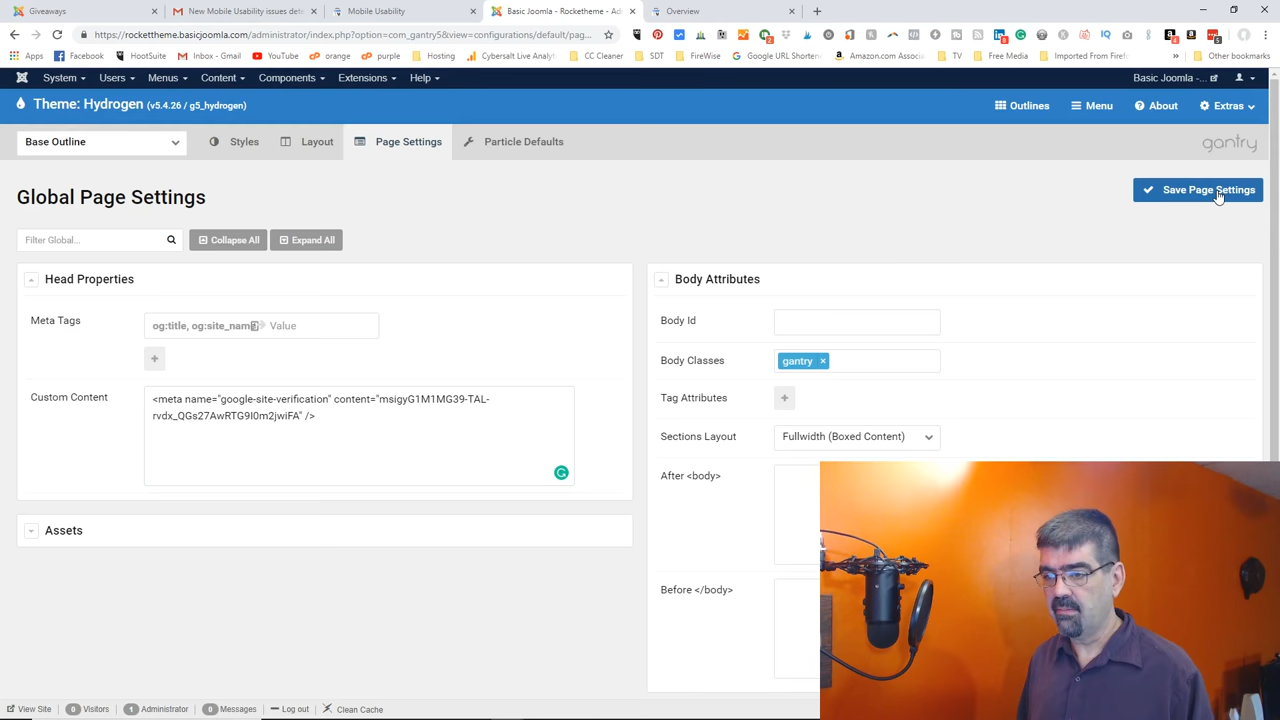 Giveaways
New Mobile Usability issues dete
Mobile Usability
Basic Joomla - Rocketheme - Ad
Overview
https://rockettheme.basicjoomla.com/administrator/index.php?option=com_gantry5&view=configurations/default/pag...
Apps
Facebook
HootSuite
Inbox - Gmail
YouTube
orange
purple
Hosting
Cybersalt Live Analy
CC Cleaner
SDT
FireWise
Google URL Shorten
Amazon.com Associ
TV
Free Media
Imported From Firef
Other bookmarks
System
Users
Menus
Content
Components
Extensions
Help
Basic Joomla -...
Theme: Hydrogen (v5.4.26 / g5_hydrogen)
Outlines
Menu
About
Extras
Base Outline
Styles
Layout
Page Settings
Particle Defaults
gantry
Global Page Settings
Save Page Settings
Filter Global...
Collapse All
Expand All
Head Properties
Body Attributes
Meta Tags
og:title, og:site_name
Value
Body Id
Body Classes
gantry ×
Custom Content
<meta name="google-site-verification" content="msigyG1M1MG39-TAL-
rvdx_QGs27AwRTG9I0m2jwiFA" />
Tag Attributes
Sections Layout
Fullwidth (Boxed Content)
After <body>
Assets
Before </body>
View Site
0 Visitors
1 Administrator
0 Messages
Log out
Clean Cache